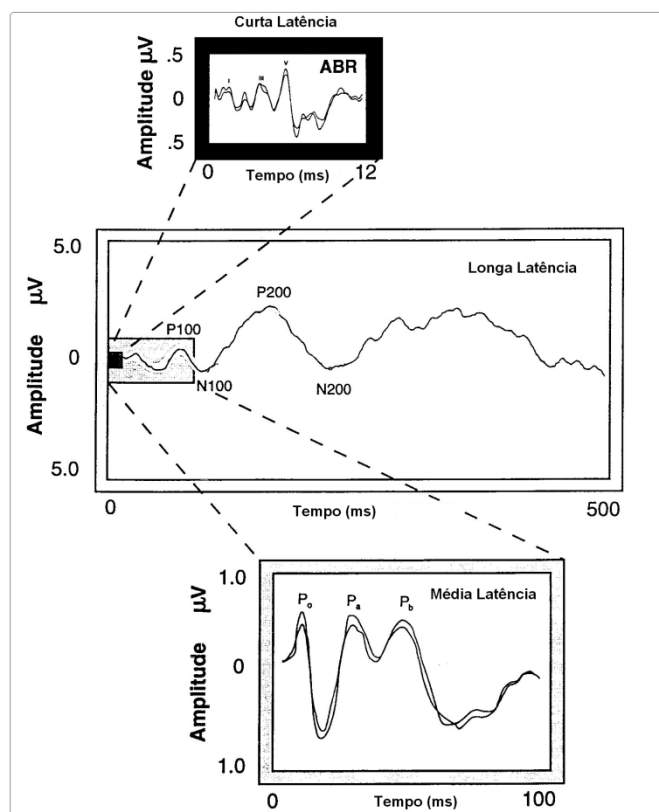 Curta Latência
Amplitude µV
.5
0
.5
I
III
V
ABR
0
Tempo (ms)
12
Amplitude µV
5.0
0
5.0
Longa Latência
P200
P100
N100
N200
0
Tempo (ms)
500
Amplitude µV
1.0
0
1.0
Po
Pa
Pb
Média Latência
0
Tempo (ms)
100